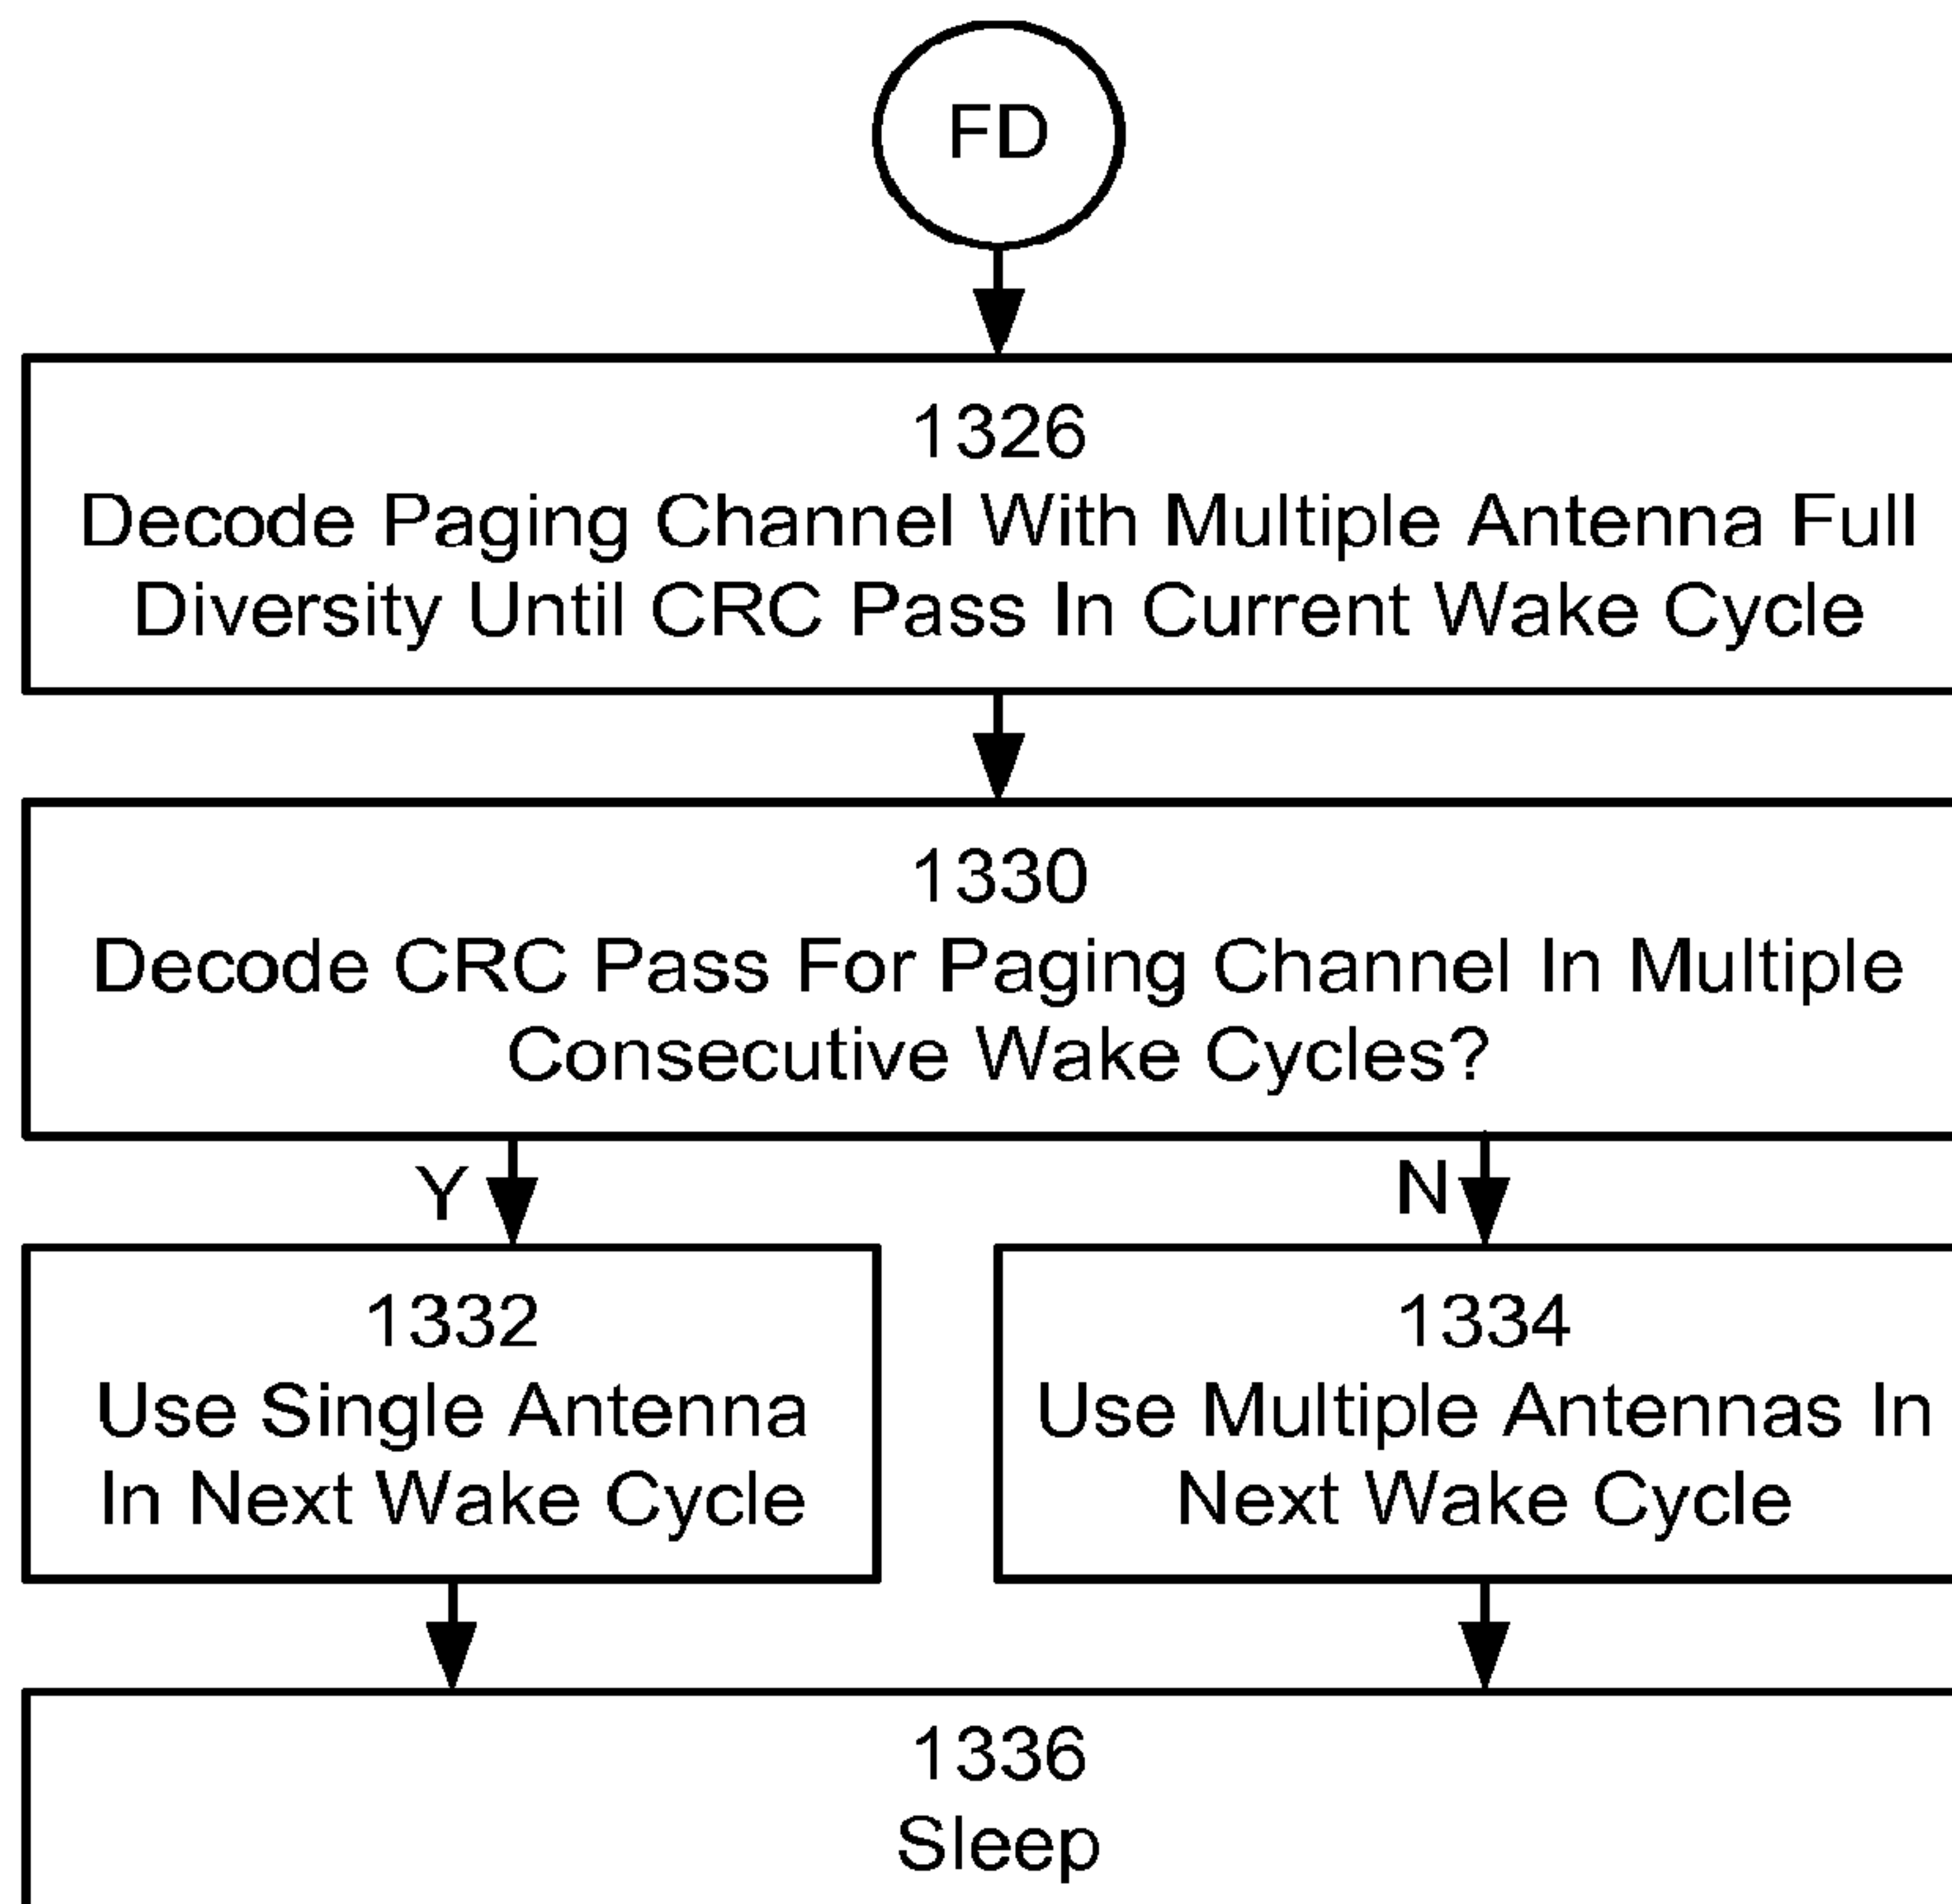 FD
1326
Decode Paging Channel With Multiple Antenna Full
Diversity Until CRC Pass In Current Wake Cycle
1330
Decode CRC Pass For Paging Channel In Multiple
Consecutive Wake Cycles?
Y
N
1332
Use Single Antenna
In Next Wake Cycle
1334
Use Multiple Antennas In
Next Wake Cycle
1336
Sleep